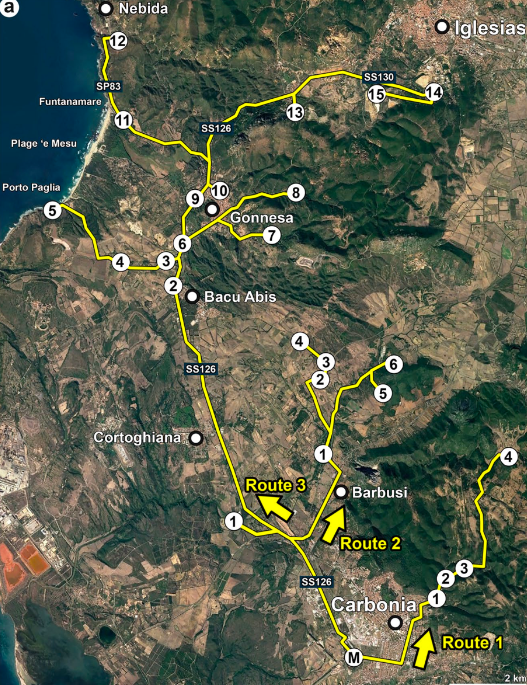 a
Nebida
Iglesias
12
SP83
SS130
15
14
Funtanamare
11
13
SS126
Plage 'e Mesu
Porto Paglia
5
9
10
8
Gonnesa
7
6
4
3
2
Bacu Abis
4
3
2
6
5
SS126
Cortoghiana
1
4
Route 3
Barbusi
1
Route 2
SS126
3
2
1
Carbonia
Route 1
M
2 km